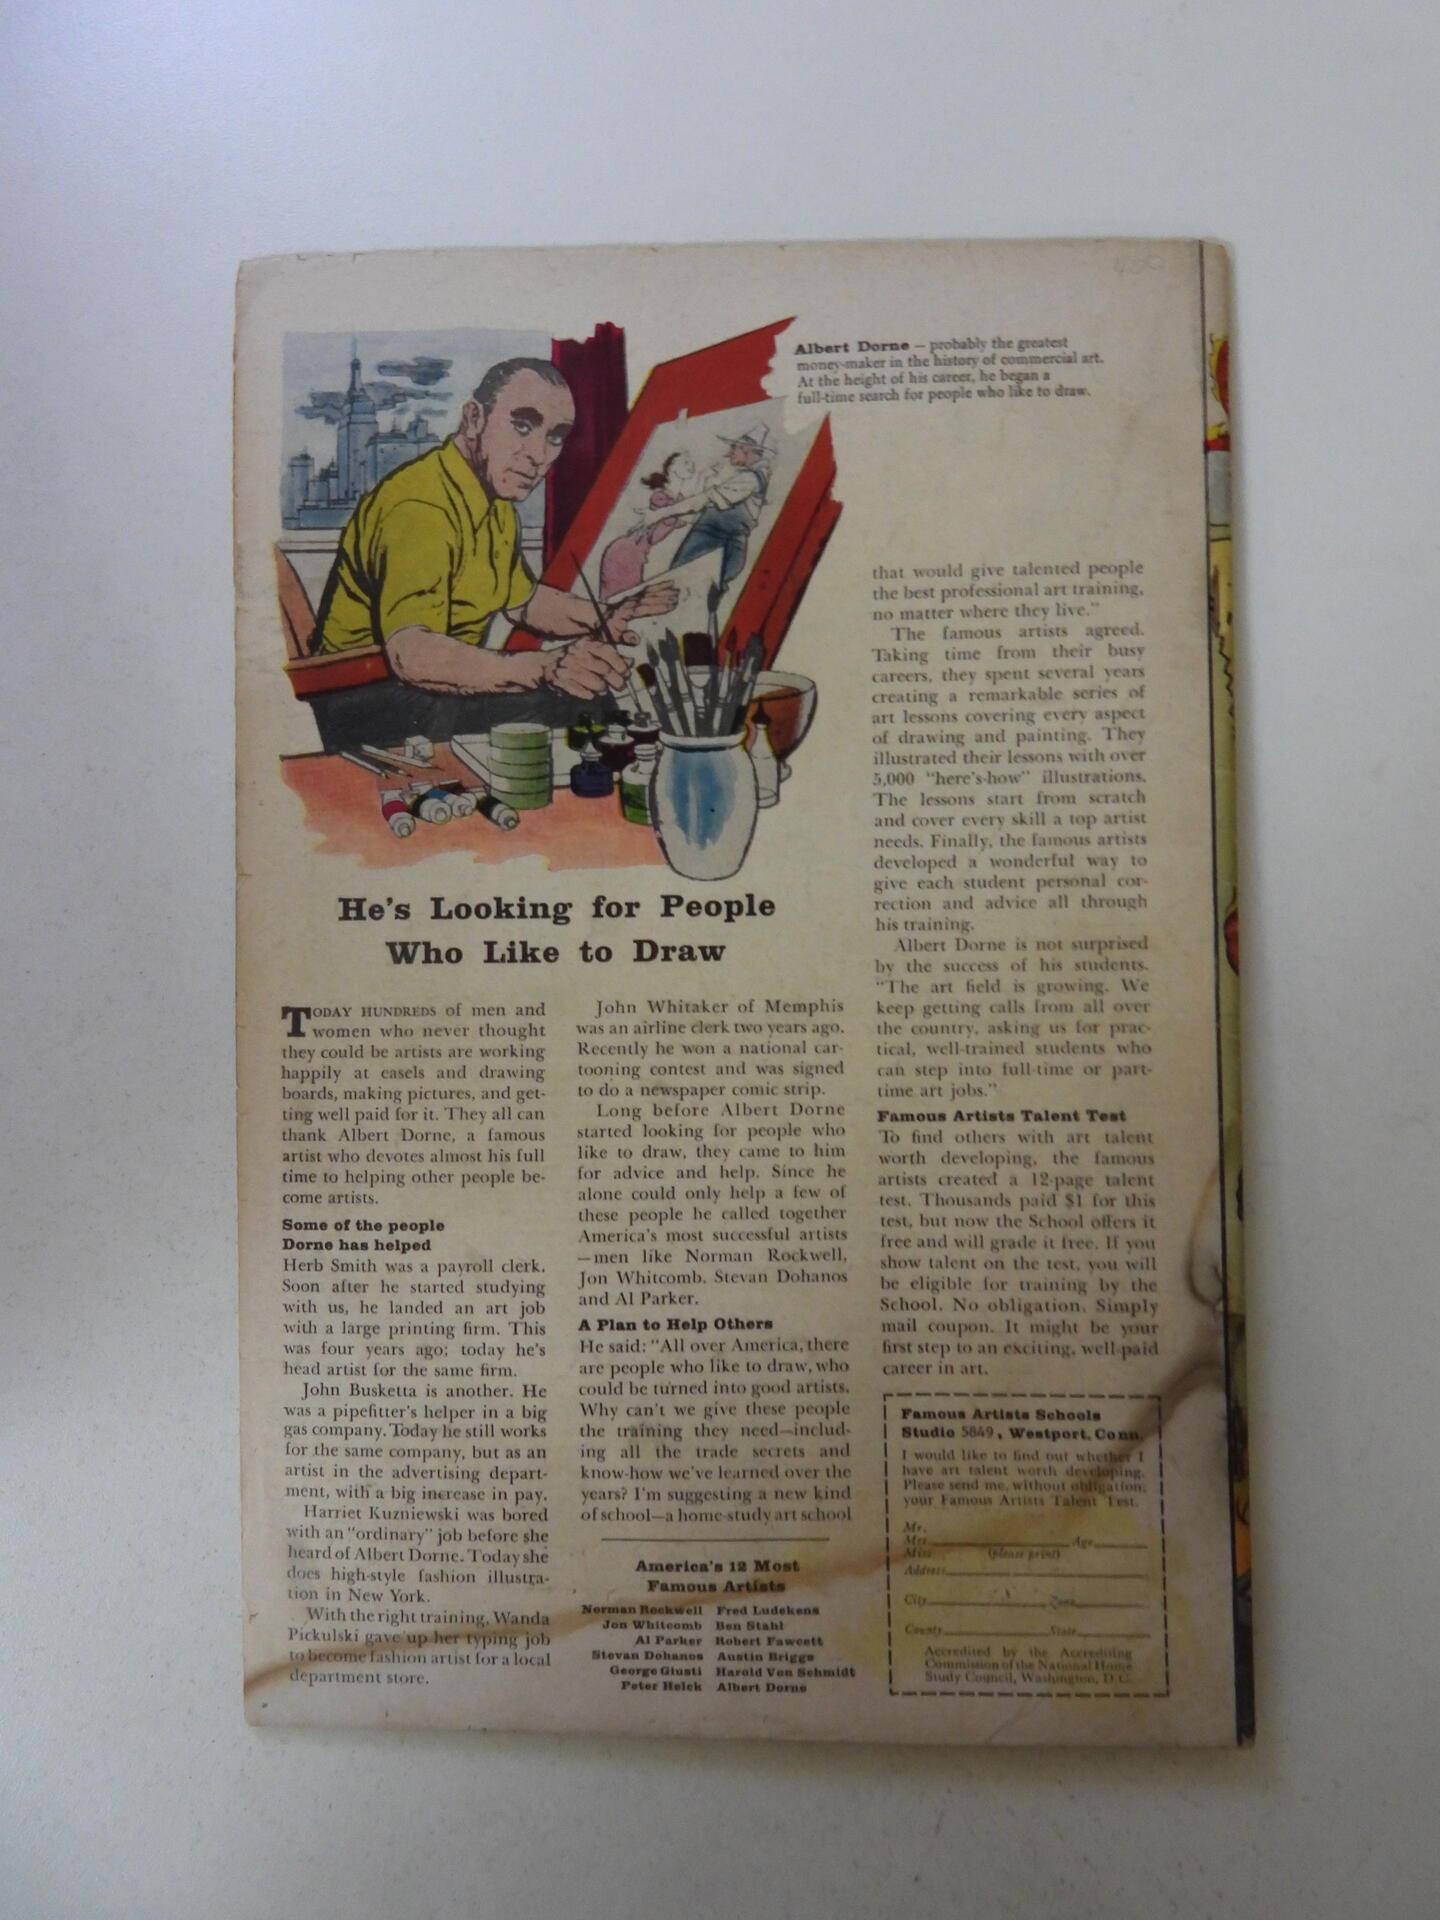 Albert Dorne — probably the greatest
money-maker in the history of commercial art.
At the height of his career, he began a
full-time search for people who like to draw.
He's Looking for People
Who Like to Draw
TODAY HUNDREDS of men and
women who never thought
they could be artists are working
happily at easels and drawing
boards, making pictures, and get-
ting well paid for it. They all can
thank Albert Dorne, a famous
artist who devotes almost his full
time to helping other people be-
come artists.
Some of the people
Dorne has helped
Herb Smith was a payroll clerk.
Soon after he started studying
with us, he landed an art job
with a large printing firm. This
was four years ago; today he's
head artist for the same firm.
John Busketta is another. He
was a pipefitter's helper in a big
gas company. Today he still works
for the same company, but as an
artist in the advertising depart-
ment, with a big increase in pay.
Harriet Kuzniewski was bored
with an "ordinary" job before she
heard of Albert Dorne. Today she
does high-style fashion illustra-
tion in New York.
With the right training, Wanda
Pickulski gave up her typing job
to become fashion artist for a local
department store.
John Whitaker of Memphis
was an airline clerk two years ago.
Recently he won a national car-
tooning contest and was signed
to do a newspaper comic strip.
Long before Albert Dorne
started looking for people who
like to draw, they came to him
for advice and help. Since he
alone could only help a few of
these people he called together
America's most successful artists
—men like Norman Rockwell,
Jon Whitcomb, Stevan Dohanos
and Al Parker.
A Plan to Help Others
He said: "All over America, there
are people who like to draw, who
could be turned into good artists.
Why can't we give these people
the training they need—includ-
ing all the trade secrets and
know-how we've learned over the
years? I'm suggesting a new kind
of school—a home-study art school
that would give talented people
the best professional art training,
no matter where they live."
The famous artists agreed.
Taking time from their busy
careers, they spent several years
creating a remarkable series of
art lessons covering every aspect
of drawing and painting. They
illustrated their lessons with over
5,000 "here's-how" illustrations.
The lessons start from scratch
and cover every skill a top artist
needs. Finally, the famous artists
developed a wonderful way to
give each student personal cor-
rection and advice all through
his training.
Albert Dorne is not surprised
by the success of his students.
"The art field is growing. We
keep getting calls from all over
the country, asking us for prac-
tical, well-trained students who
can step into full-time or part-
time art jobs."
Famous Artists Talent Test
To find others with art talent
worth developing, the famous
artists created a 12-page talent
test. Thousands paid $1 for this
test, but now the School offers it
free and will grade it free. If you
show talent on the test, you will
be eligible for training by the
School. No obligation. Simply
mail coupon. It might be your
first step to an exciting, well-paid
career in art.
America's 12 Most
Famous Artists
Norman Rockwell Fred Ludekens
Jon Whitcomb Ben Stahl
Al Parker Robert Fawcett
Stevan Dohanos Austin Briggs
George Giusti Harold Von Schmidt
Peter Helck Albert Dorne
Famous Artists Schools
Studio 5849, Westport, Conn.
I would like to find out whether I
have art talent worth developing.
Please send me, without obligation,
your Famous Artists Talent Test.
Mr.
Mrs. Age
Miss (please print)
Address
City Zone
County State
Accredited by the Accrediting
Commission of the National Home
Study Council, Washington, D.C.